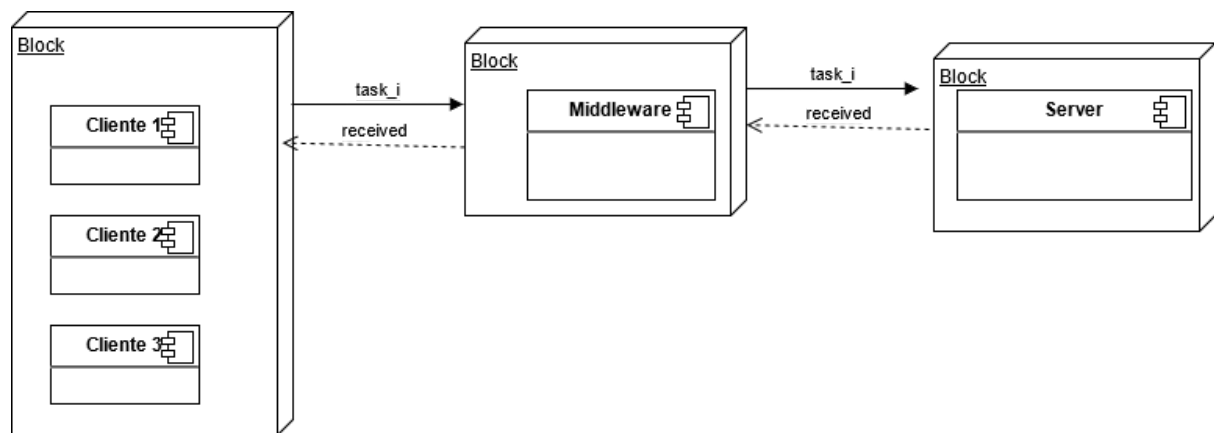 Block
Cliente 1
Cliente 2
Cliente 3
task_i
received
Block
Middleware
task_i
received
Block
Server